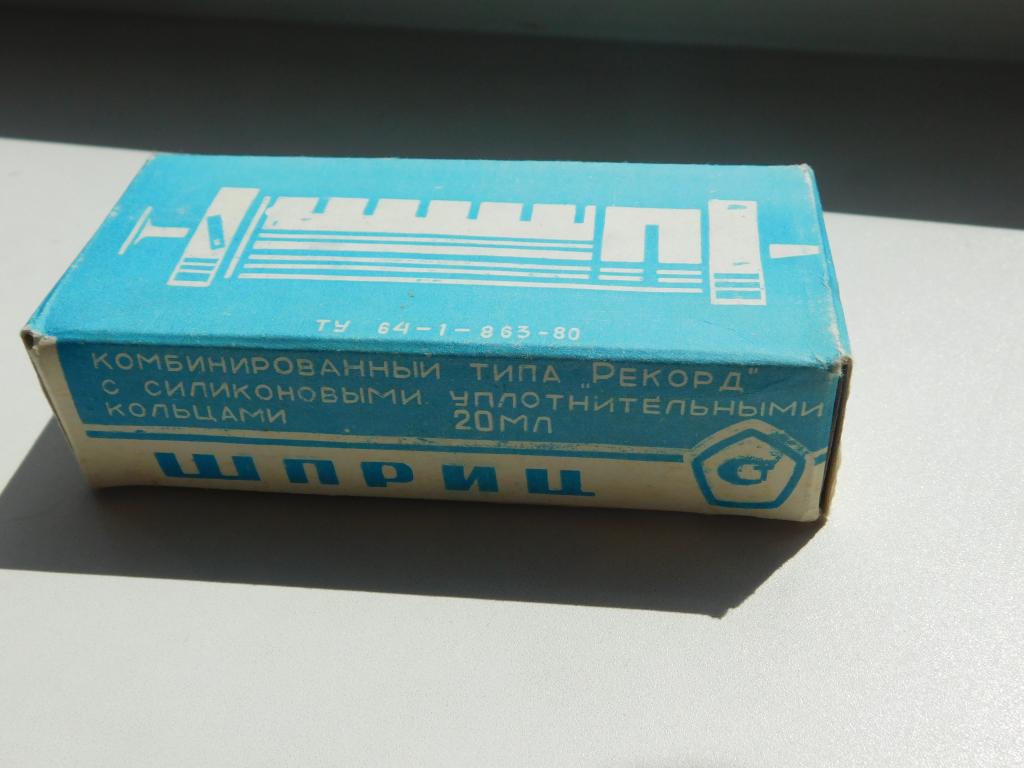 ТУ 64-1-863-80
КОМБИНИРОВАННЫЙ ТИПА „РЕКОРД"
С СИЛИКОНОВЫМИ УПЛОТНИТЕЛЬНЫМИ
КОЛЬЦАМИ 20МЛ
ШПРИЦ